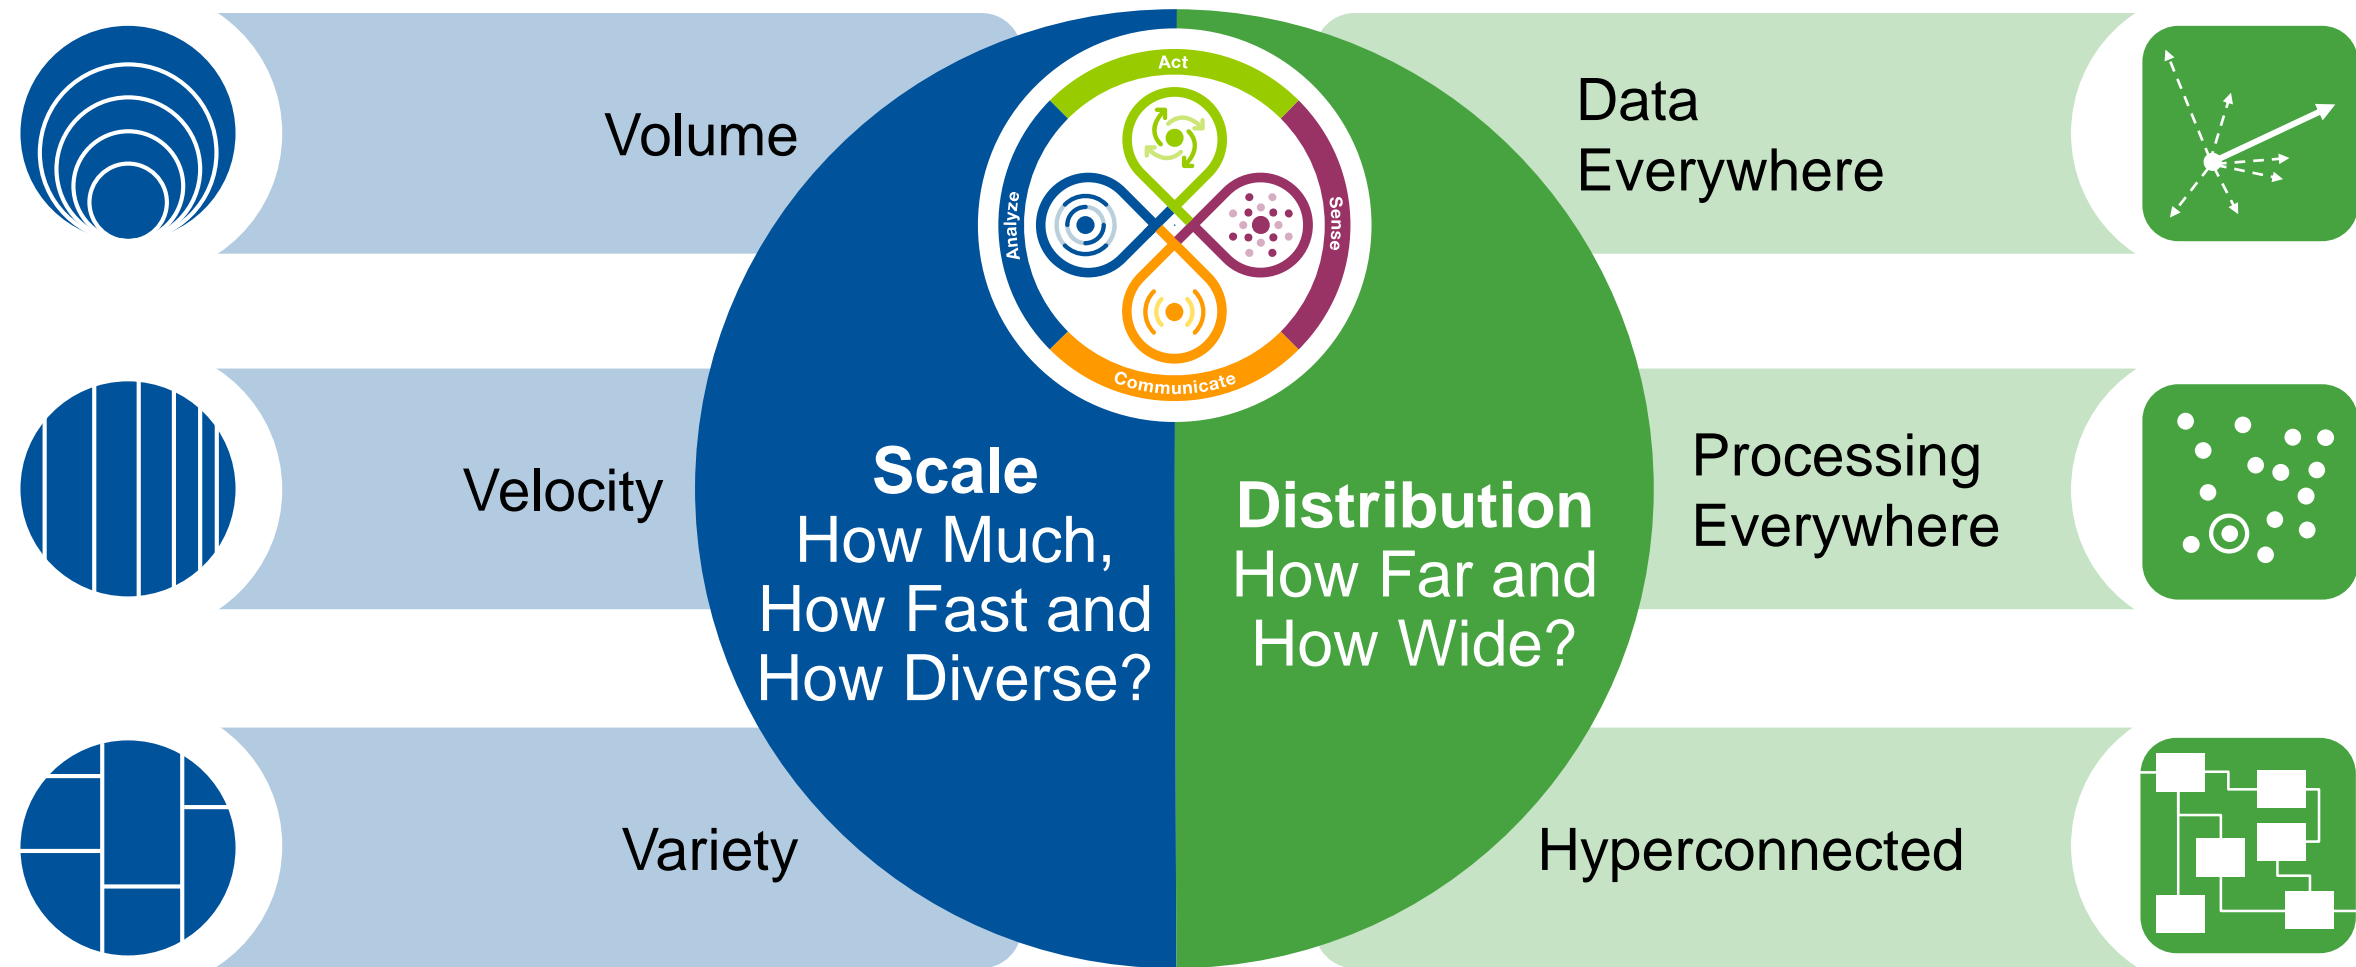 Volume
Velocity
Variety
Act
Analyze
Sense
Communicate
Scale
How Much,
How Fast and
How Diverse?
Distribution
How Far and
How Wide?
Data
Everywhere
Processing
Everywhere
Hyperconnected